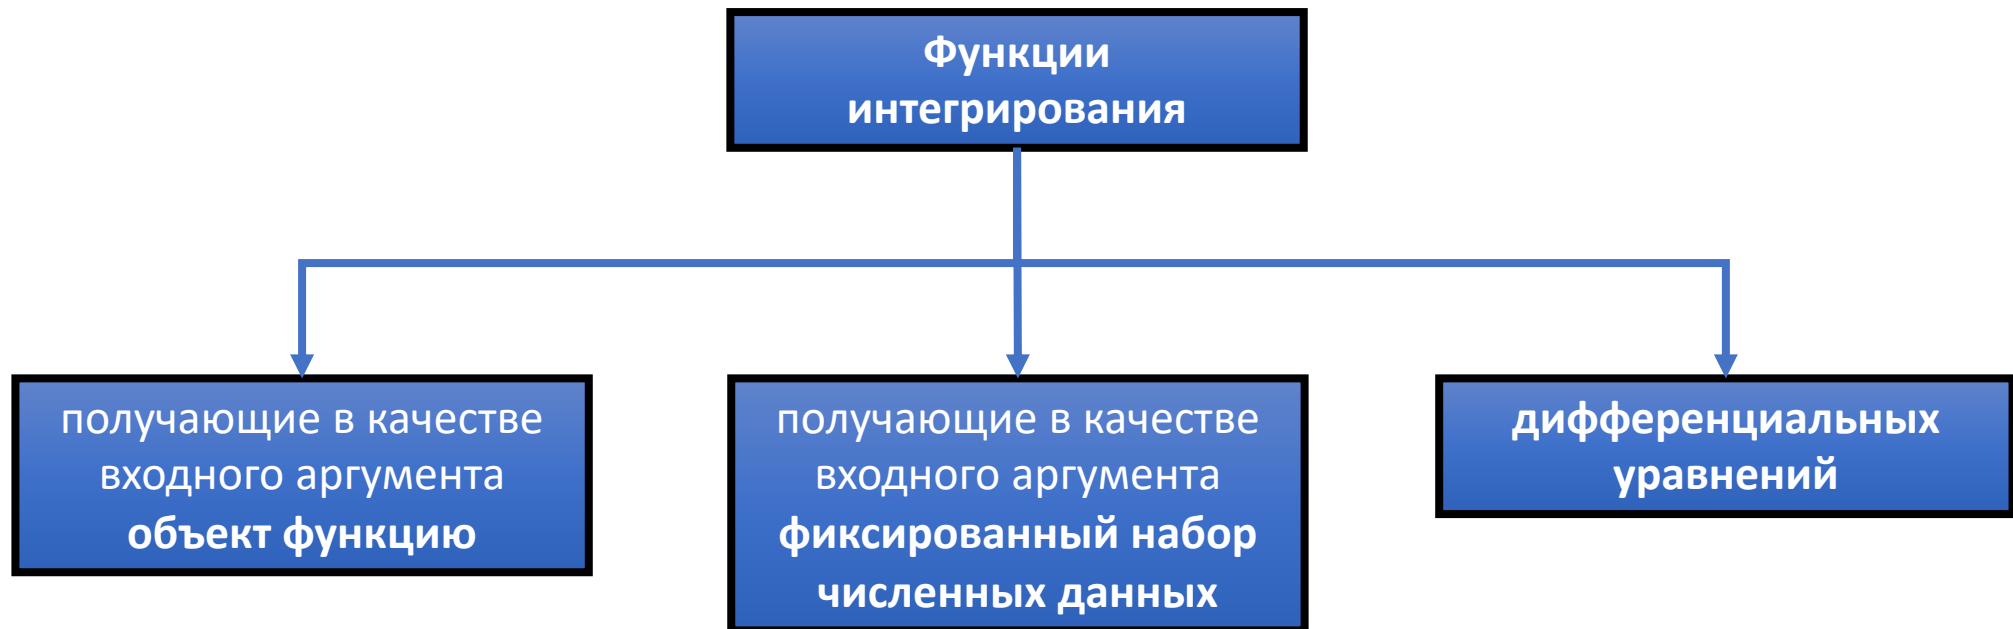 Функции
интегрирования
получающие в качестве
входного аргумента
объект функцию
получающие в качестве
входного аргумента
фиксированный набор
численных данных
дифференциальных
уравнений